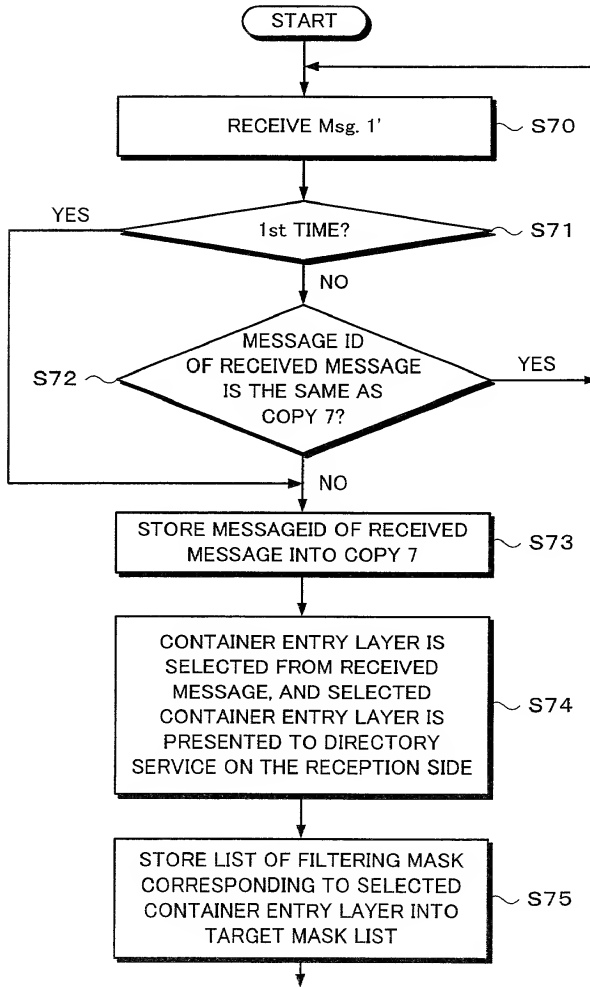 START
RECEIVE Msg. 1'
S70
YES
1st TIME?
S71
NO
MESSAGE ID
OF RECEIVED MESSAGE
IS THE SAME AS
COPY 7?
S72
YES
NO
STORE MESSAGEID OF RECEIVED
MESSAGE INTO COPY 7
S73
CONTAINER ENTRY LAYER IS
SELECTED FROM RECEIVED
MESSAGE, AND SELECTED
CONTAINER ENTRY LAYER IS
PRESENTED TO DIRECTORY
SERVICE ON THE RECEPTION SIDE
S74
STORE LIST OF FILTERING MASK
CORRESPONDING TO SELECTED
CONTAINER ENTRY LAYER INTO
TARGET MASK LIST
S75